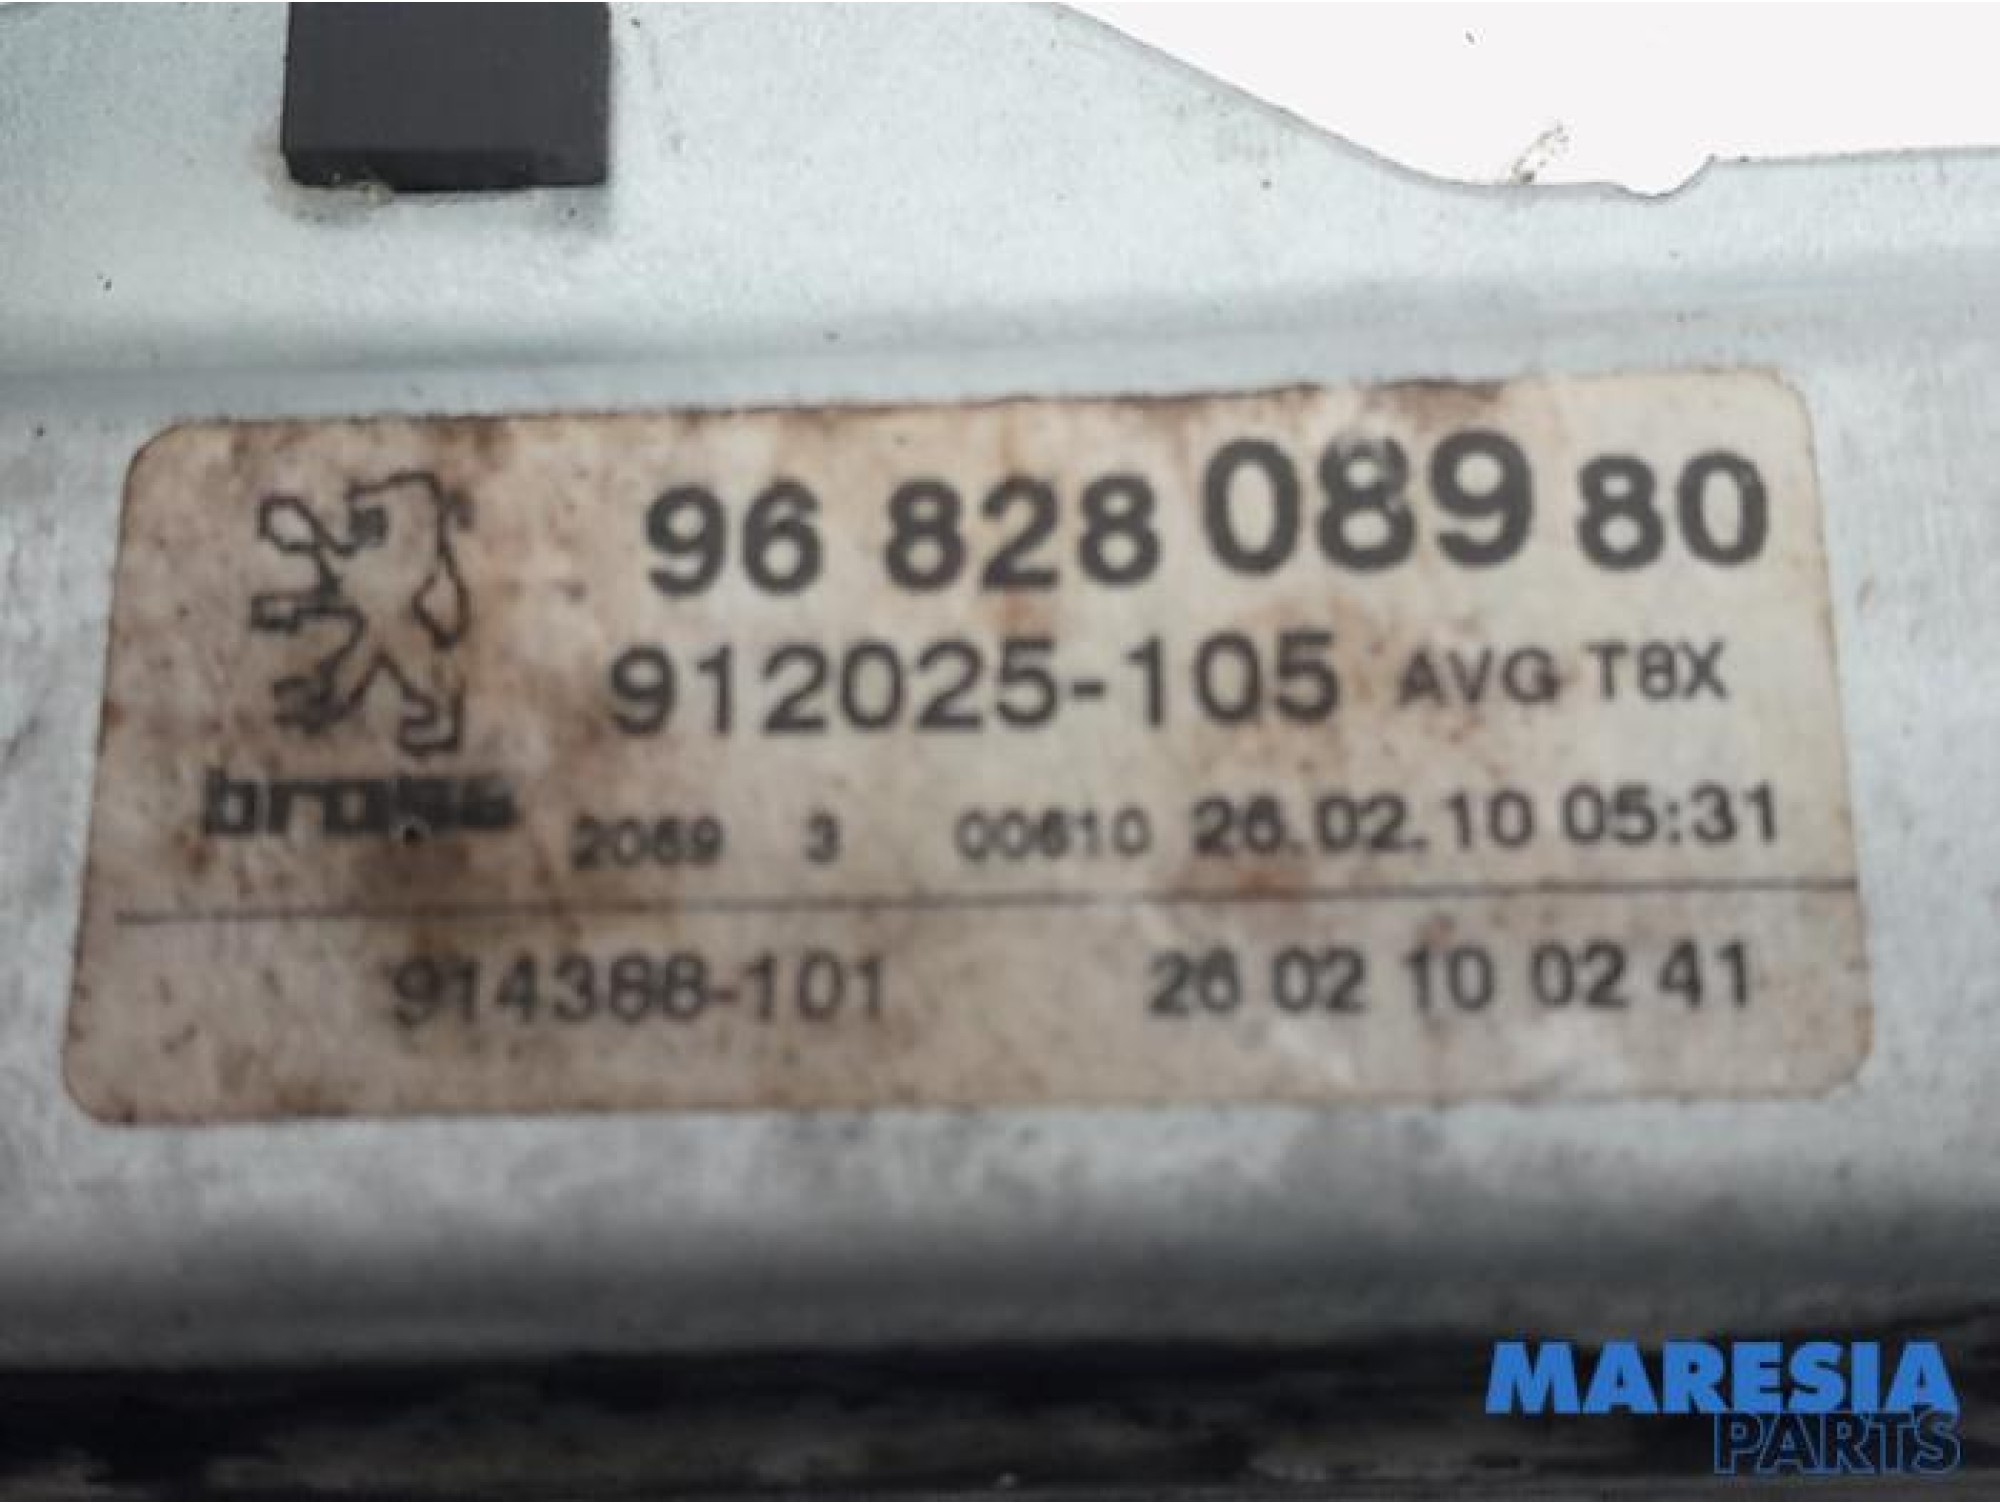 96 828 089 80
912025-105 AVG T8X
brose 2069 3 00610 26.02.10 05:31
914388-101 26 02 10 02 41
MARESIA
PARTS